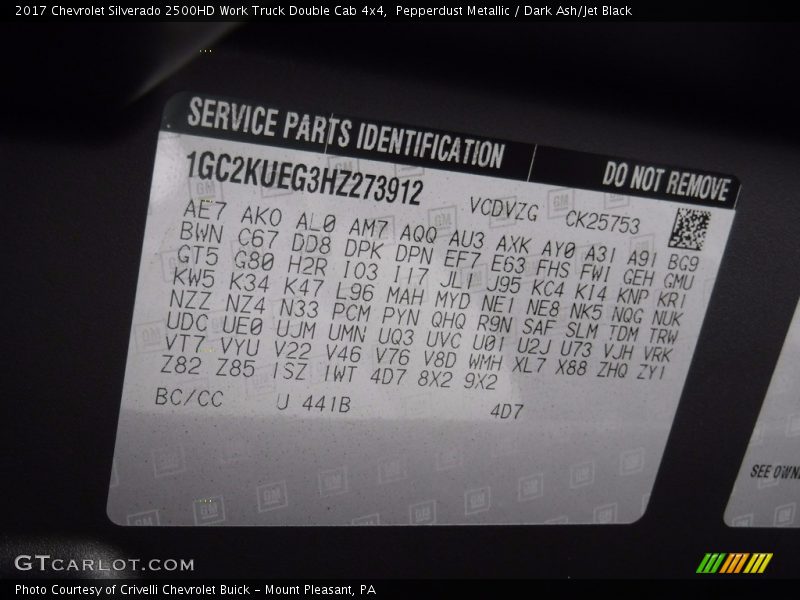 2017 Chevrolet Silverado 2500HD Work Truck Double Cab 4x4, Pepperdust Metallic / Dark Ash/Jet Black
SERVICE PARTS IDENTIFICATION DO NOT REMOVE
1GC2KUEG3HZ273912 VCDVZG CK25753
AE7 AK0 AL0 AM7 AQQ AU3 AXK AY0 A31 A91 BG9
BWN C67 DD8 DPK DPN EF7 E63 FHS FWI GEH GMU
GT5 G80 H2R IO3 I17 JL1 U95 KC4 K14 KNP KR1
KW5 K34 K47 L96 MAH MYD NE1 NE8 NK5 NQG NUK
NZZ NZ4 N33 PCM PYN QHQ R9N SAF SLM TDM TRW
UDC UE0 UJM UMN UQ3 UVC U01 U2J U73 VJH VRK
VT7 VYU V22 V46 V76 V8D WMH XL7 X88 ZHQ ZY1
Z82 Z85 1SZ 1WT 4D7 8X2 9X2
BC/CC U 441B 4D7
SEE OWNE
GTCARLOT.COM
Photo Courtesy of Crivelli Chevrolet Buick - Mount Pleasant, PA